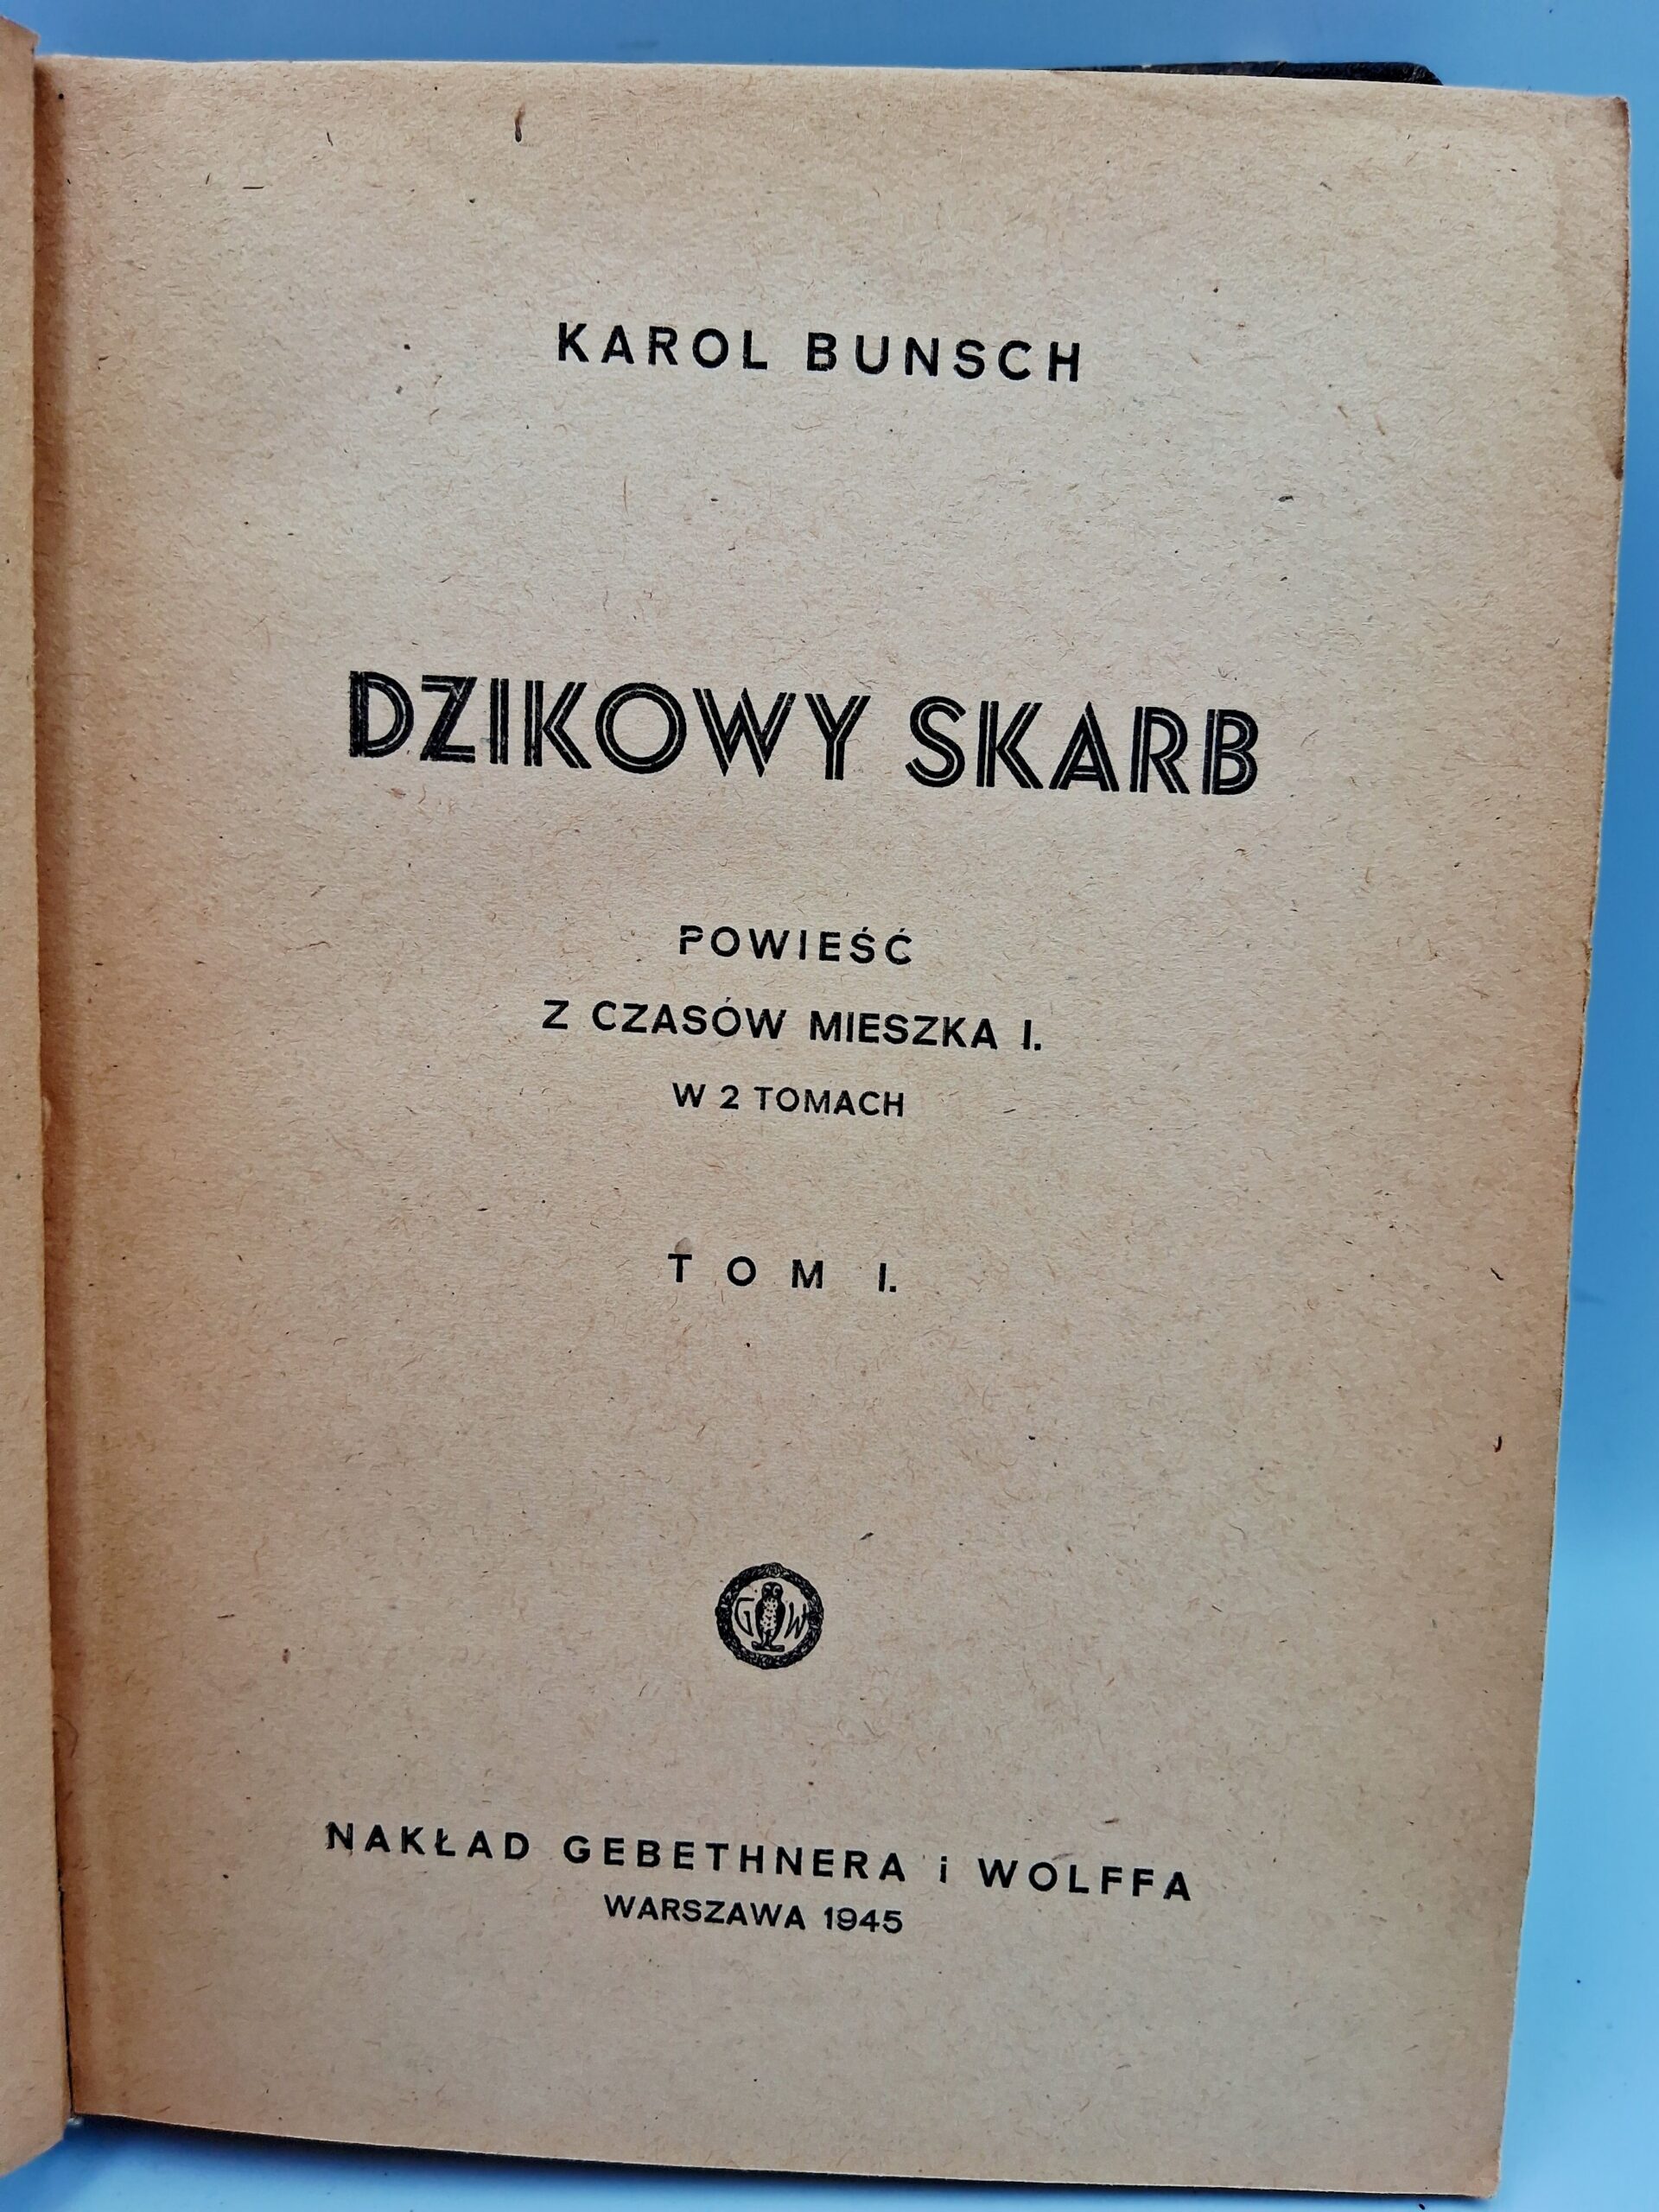 KAROL BUNSCH
DZIKOWY SKARB
POWIEŚĆ
Z CZASÓW MIESZKA I.
W 2 TOMACH
TOM I.
G W
NAKŁAD GEBETHNERA i WOLFFA
WARSZAWA 1945